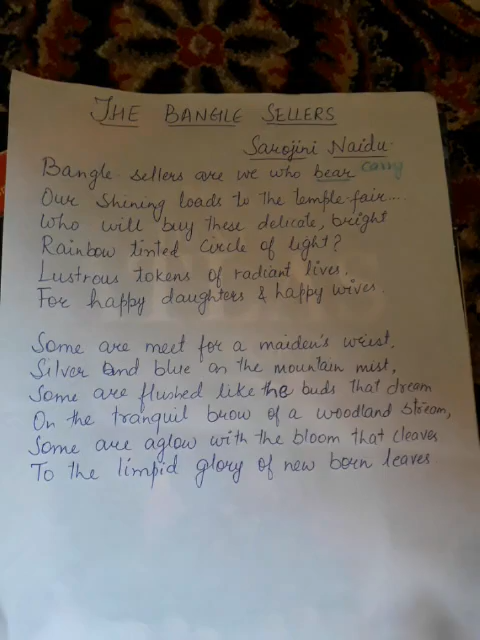 THE BANGLE SELLERS
Sarojini Naidu.
Bangle sellers are we who bear carry
Our shining loads to the temple fair....
Who will buy these delicate, bright
Rainbow tinted circle of light?
Lustrous tokens of radiant lives.
For happy daughters & happy wives.
Some are meet for a maiden's wrist,
Silver and blue as the mountain mist,
Some are flushed like the buds that dream
On the tranquil brow of a woodland stream,
Some are aglow with the bloom that cleaves
To the limpid glory of new born leaves